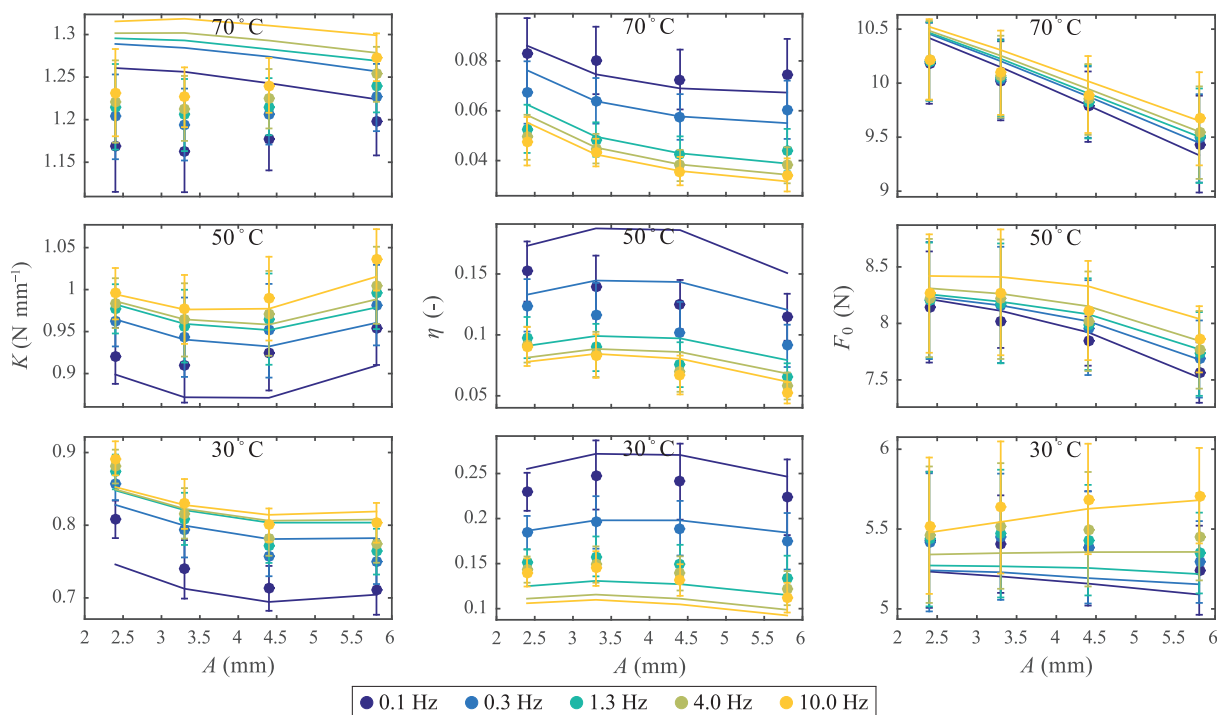 70°C
1.3
1.25
1.2
1.15
70°C
0.08
0.06
0.04
70°C
10.5
10
9.5
9
50°C
1.05
1
0.95
0.9
K (N mm⁻¹)
50°C
0.15
0.1
0.05
η (-)
50°C
8.5
8
7.5
F₀ (N)
30°C
0.9
0.8
0.7
2 2.5 3 3.5 4 4.5 5 5.5 6
A (mm)
30°C
0.25
0.2
0.15
0.1
2 2.5 3 3.5 4 4.5 5 5.5 6
A (mm)
30°C
6
5.5
5
2 2.5 3 3.5 4 4.5 5 5.5 6
A (mm)
0.1 Hz 0.3 Hz 1.3 Hz 4.0 Hz 10.0 Hz